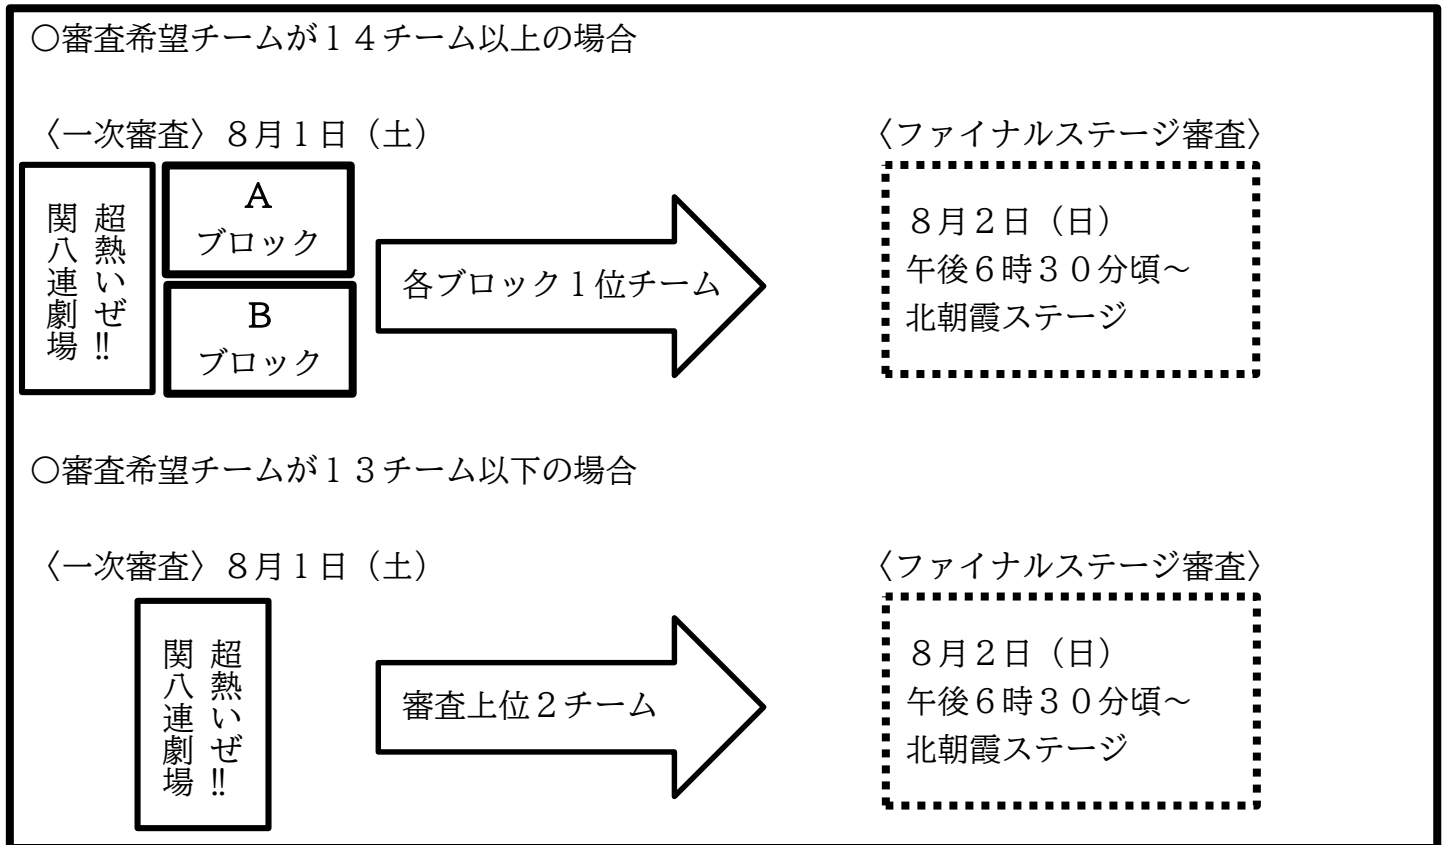 ○審査希望チームが１４チーム以上の場合
〈一次審査〉８月１日（土）
超熱いぜ‼
関八連劇場
A
ブロック
B
ブロック
各ブロック１位チーム
〈ファイナルステージ審査〉
８月２日（日）
午後６時３０分頃～
北朝霞ステージ
○審査希望チームが１３チーム以下の場合
〈一次審査〉８月１日（土）
超熱いぜ‼
関八連劇場
審査上位２チーム
〈ファイナルステージ審査〉
８月２日（日）
午後６時３０分頃～
北朝霞ステージ